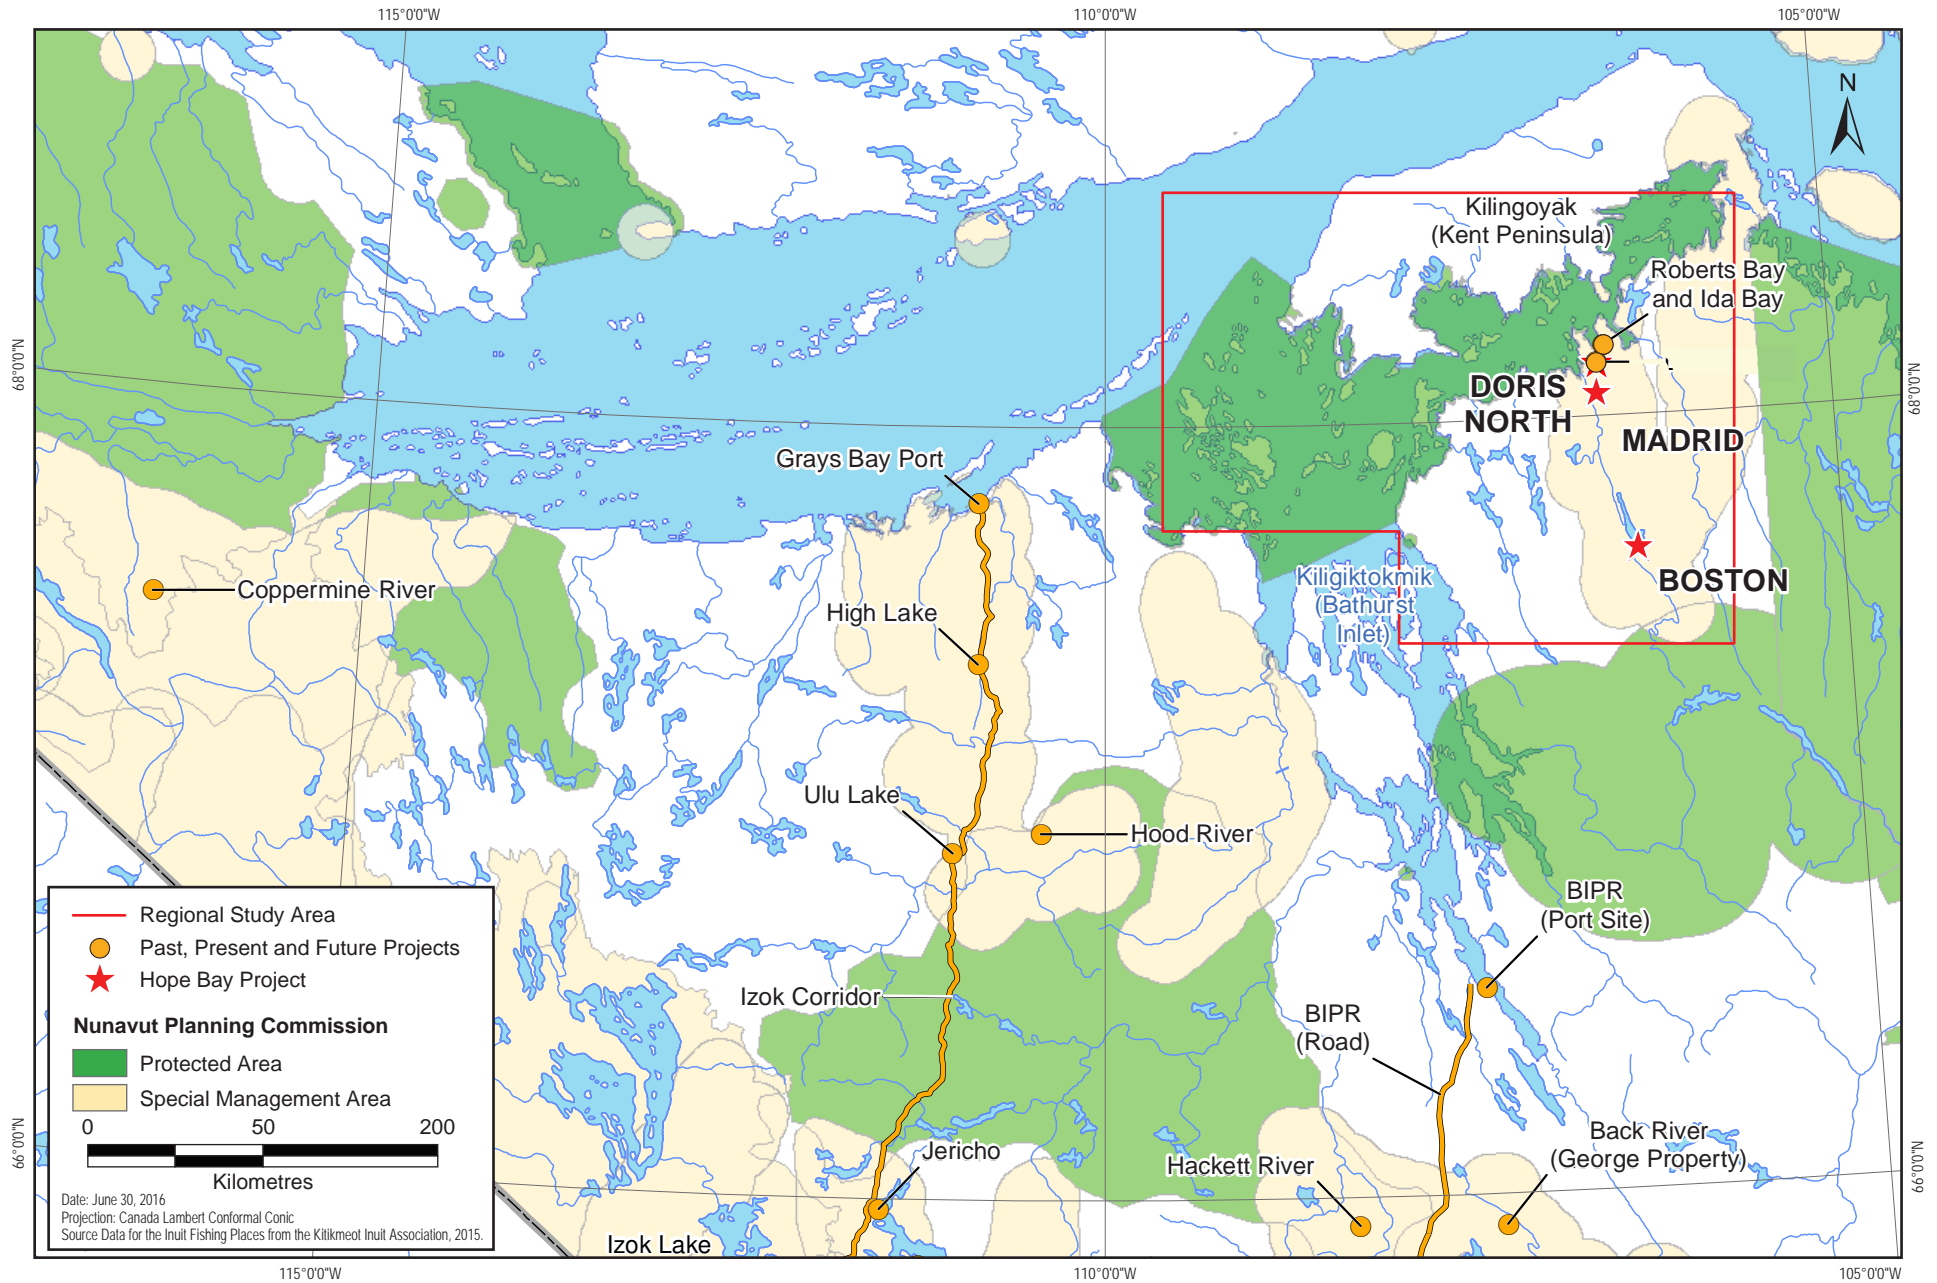 115°0'0"W
110°0'0"W
105°0'0"W
N
Kilingoyak
(Kent Peninsula)
Roberts Bay
and Ida Bay
68°0'0"N
68°0'0"N
DORIS
NORTH
MADRID
Grays Bay Port
Coppermine River
Kiligiktokmik
(Bathurst
Inlet)
BOSTON
High Lake
Ulu Lake
Hood River
BIPR
(Port Site)
Izok Corridor
BIPR
(Road)
Jericho
Hackett River
Back River
(George Property)
Izok Lake
Regional Study Area
Past, Present and Future Projects
Hope Bay Project
Nunavut Planning Commission
Protected Area
Special Management Area
0 50 200
Kilometres
Date: June 30, 2016
Projection: Canada Lambert Conformal Conic
Source Data for the Inuit Fishing Places from the Kitikmeot Inuit Association, 2015.
66°0'0"N
66°0'0"N
115°0'0"W
110°0'0"W
105°0'0"W